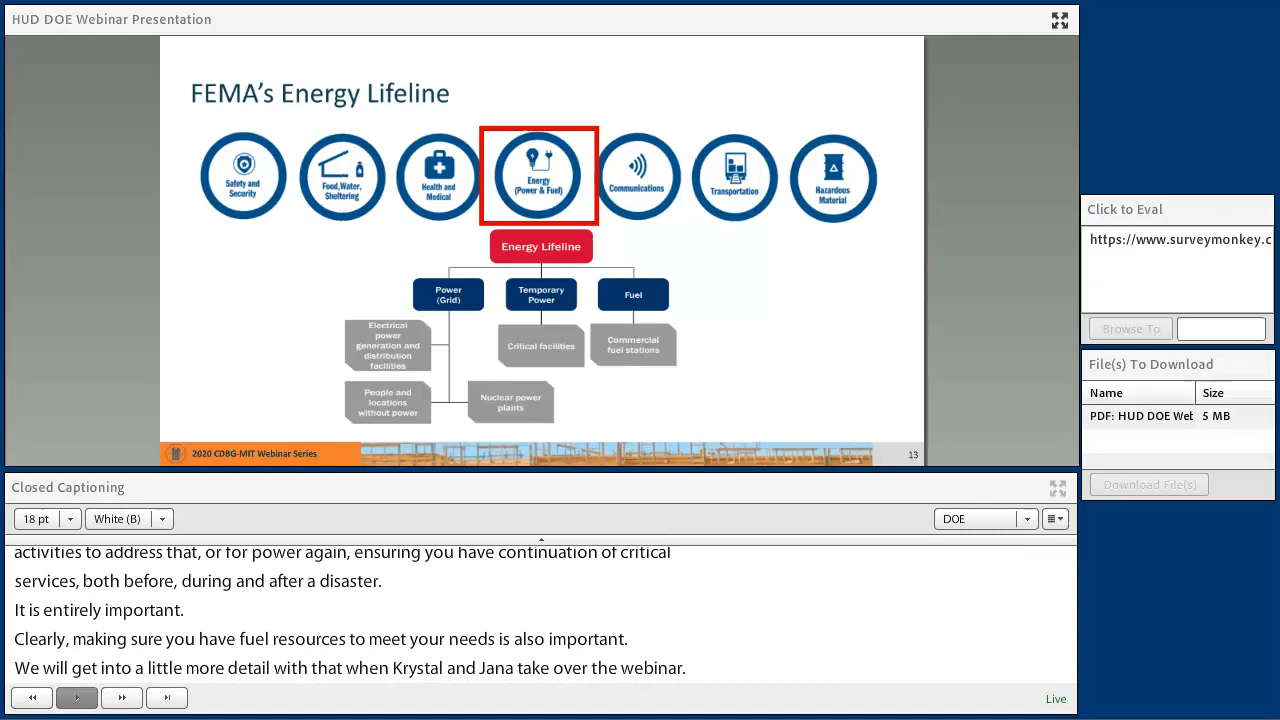 HUD DOE Webinar Presentation
FEMA's Energy Lifeline
Safety and
Security
Food,Water,
Sheltering
Health and
Medical
Energy
(Power & Fuel)
Communications
Transportation
Hazardous
Material
Energy Lifeline
Power
(Grid)
Temporary
Power
Fuel
Electrical
power
generation and
distribution
facilities
Critical facilities
Commercial
fuel stations
People and
locations
without power
Nuclear power
plants
2020 CDBG-MIT Webinar Series
13
Click to Eval
https://www.surveymonkey.c
Browse To
File(s) To Download
Name Size
PDF: HUD DOE Wet 5 MB
Download File(s)
Closed Captioning
18 pt White (B) DOE
activities to address that, or for power again, ensuring you have continuation of critical
services, both before, during and after a disaster.
It is entirely important.
Clearly, making sure you have fuel resources to meet your needs is also important.
We will get into a little more detail with that when Krystal and Jana take over the webinar.
Live